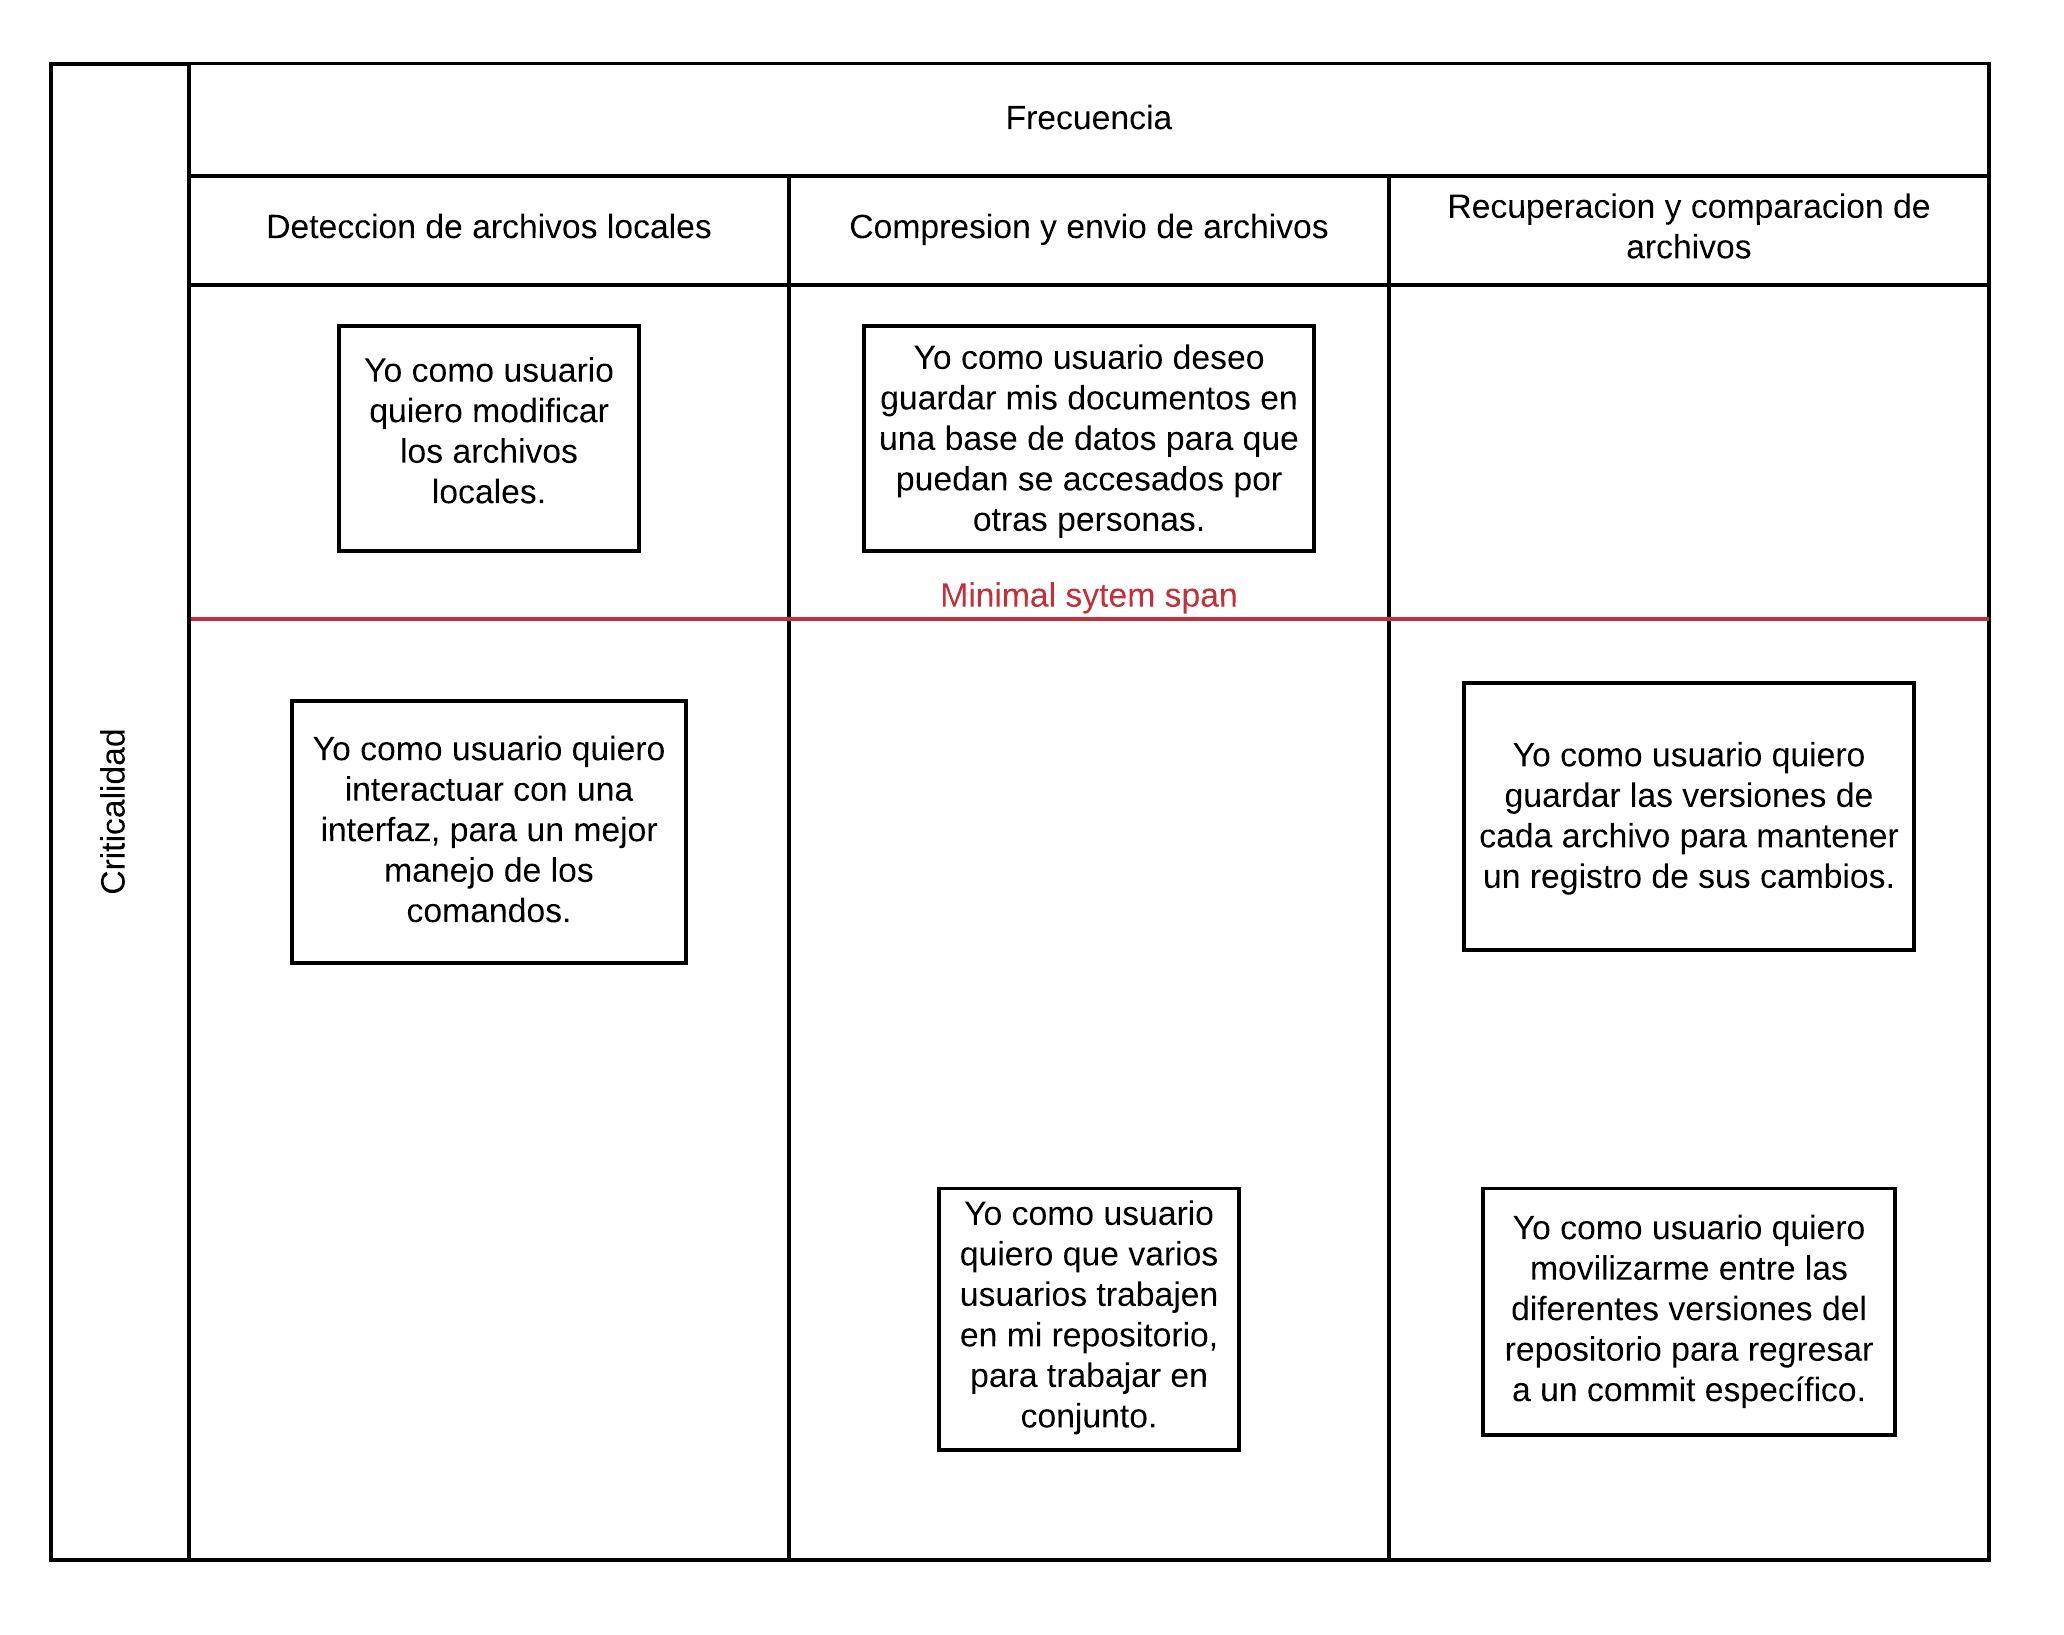 Frecuencia
Deteccion de archivos locales
Compresion y envio de archivos
Recuperacion y comparacion de
archivos
Criticalidad
Yo como usuario
quiero modificar
los archivos
locales.
Yo como usuario deseo
guardar mis documentos en
una base de datos para que
puedan se accesados por
otras personas.
Minimal sytem span
Yo como usuario quiero
interactuar con una
interfaz, para un mejor
manejo de los
comandos.
Yo como usuario quiero
guardar las versiones de
cada archivo para mantener
un registro de sus cambios.
Yo como usuario
quiero que varios
usuarios trabajen
en mi repositorio,
para trabajar en
conjunto.
Yo como usuario quiero
movilizarme entre las
diferentes versiones del
repositorio para regresar
a un commit específico.